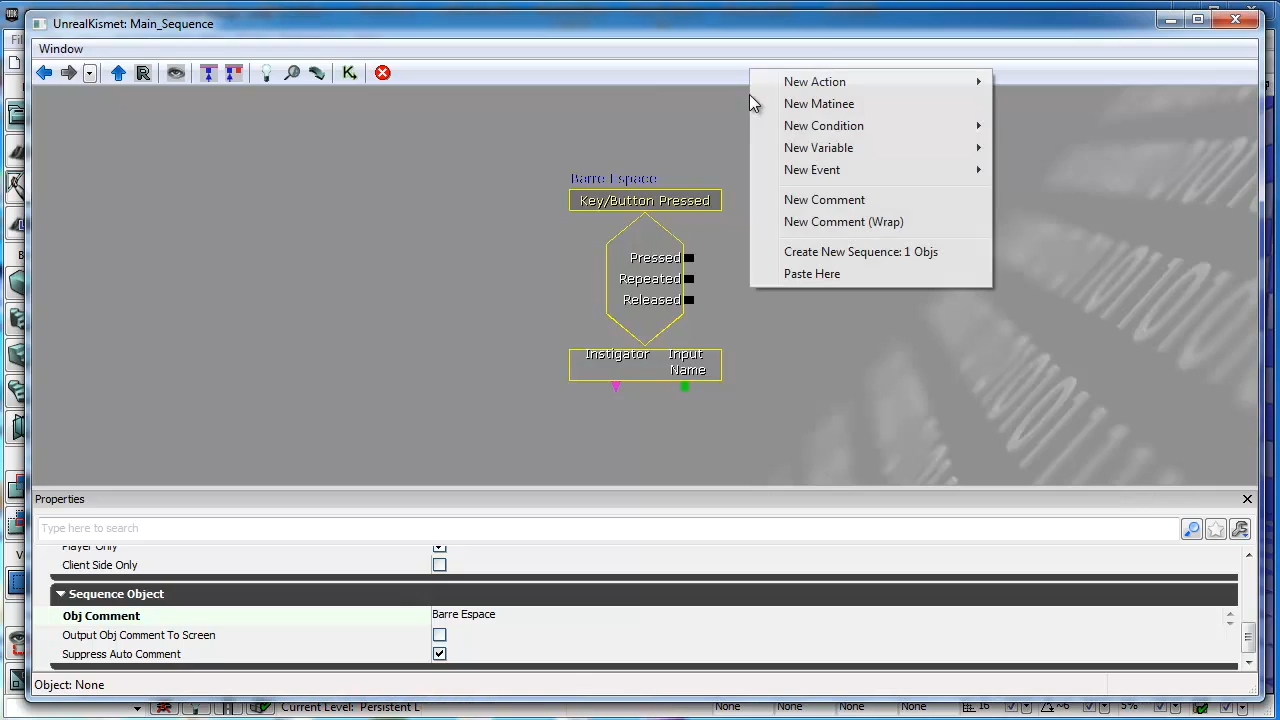 UnrealKismet: Main_Sequence
Window
New Action
New Matinee
New Condition
New Variable
New Event
New Comment
New Comment (Wrap)
Create New Sequence: 1 Objs
Paste Here
Barre Espace
Key/Button Pressed
Pressed
Repeated
Released
Instigator Input
Name
Properties
Type here to search
Player Only
Client Side Only
Sequence Object
Obj Comment Barre Espace
Output Obj Comment To Screen
Suppress Auto Comment
Object: None
Current Level: Persistent L None None None None 16 6 5%